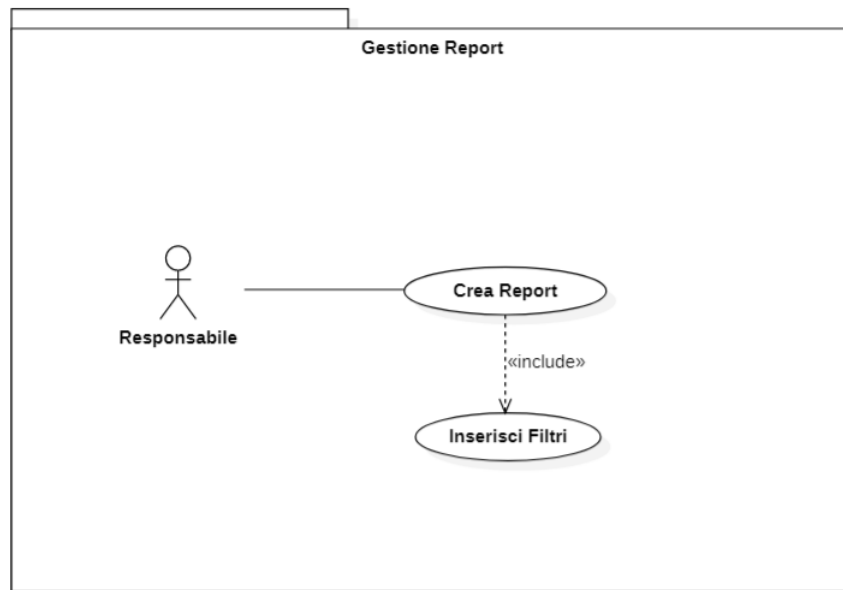 Gestione Report
Crea Report
Responsabile
«include»
Inserisci Filtri